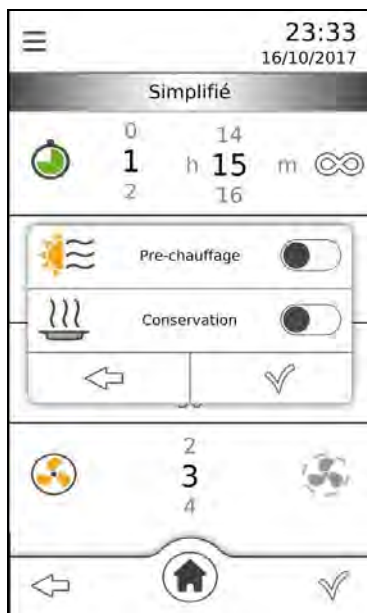 23:33
16/10/2017
Simplifié
0 14
1 h 15 m
2 16
Pre-chauffage
Conservation
2
3
4